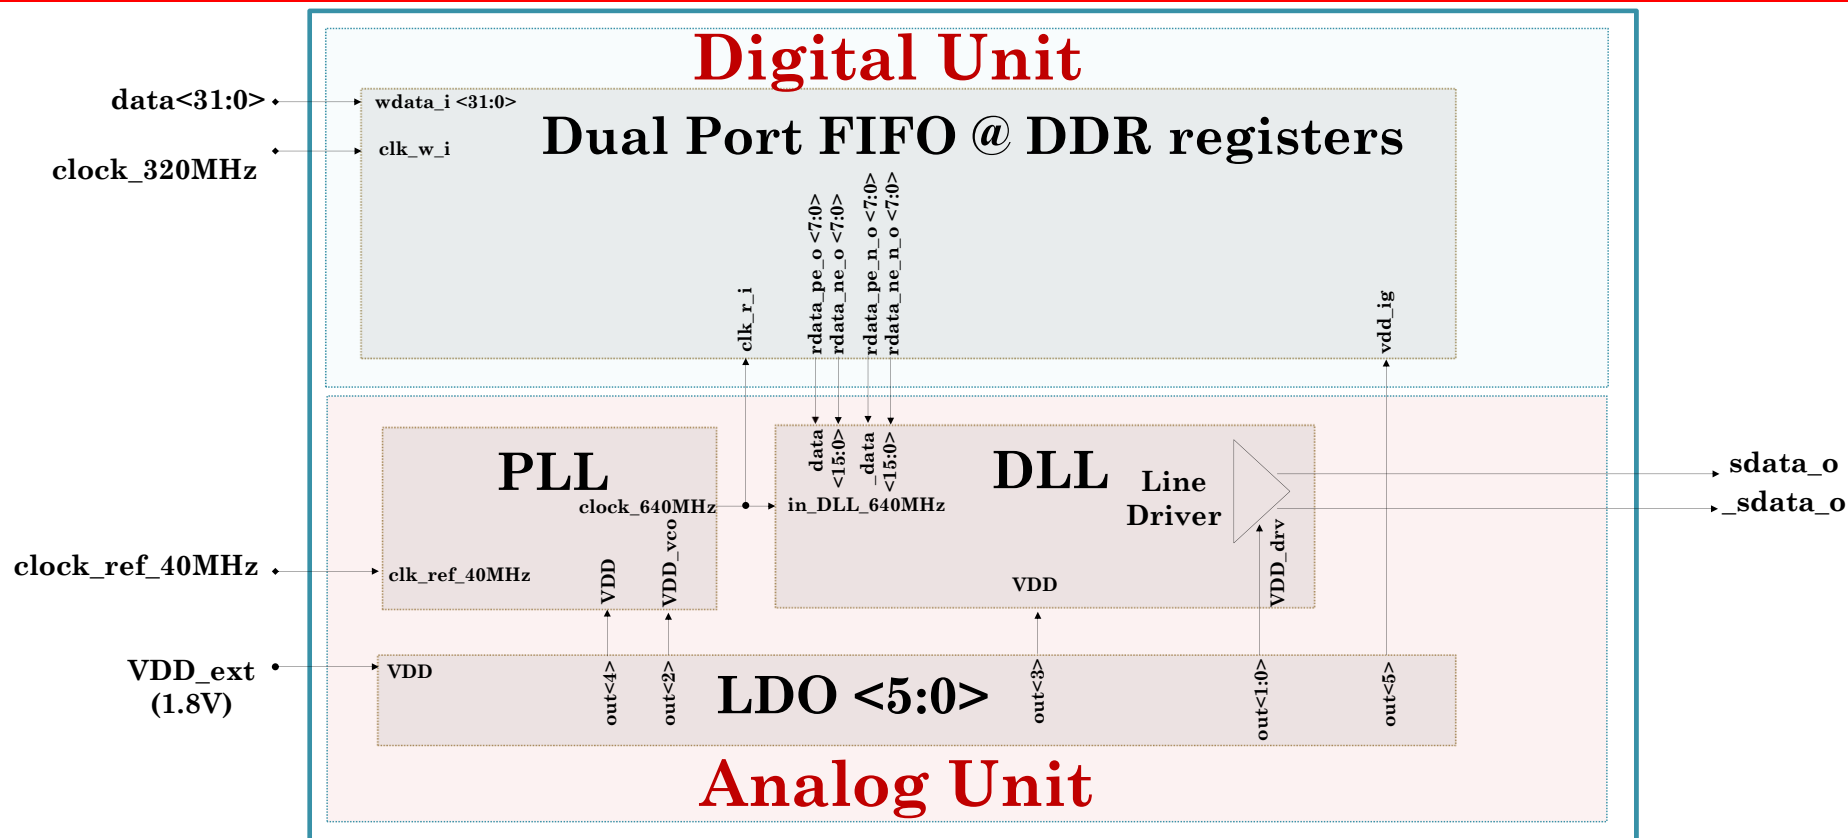 Digital Unit
data<31:0>
wdata_i <31:0>
Dual Port FIFO @ DDR registers
clk_w_i
clock_320MHz
clk_r_i
rdata_pe_o <7:0>
rdata_ne_o <7:0>
rdata_pe_n_o <7:0>
rdata_ne_n_o <7:0>
vdd_ig
PLL
clock_640MHz
clock_ref_40MHz
clk_ref_40MHz
VDD
VDD_vco
data
<15:0>
_data
<15:0>
in_DLL_640MHz
DLL
Line
Driver
VDD
VDD_drv
sdata_o
_sdata_o
VDD_ext
(1.8V)
VDD
out<4>
out<2>
LDO <5:0>
out<3>
out<1:0>
out<5>
Analog Unit